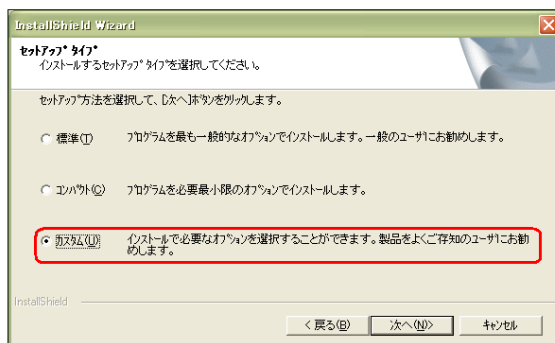 InstallShield Wizard
セットアップ タイプ
インストールするセットアップ タイプを選択してください。
セットアップ方法を選択して、[次へ]ボタンをクリックします。
標準(T) プログラムを最も一般的なオプションでインストールします。一般のユーザにお勧めします。
コンパクト(C) プログラムを必要最小限のオプションでインストールします。
カスタム(U) インストールで必要なオプションを選択することができます。製品をよくご存知のユーザにお勧
めします。
InstallShield
< 戻る(B) 次へ(N)> キャンセル